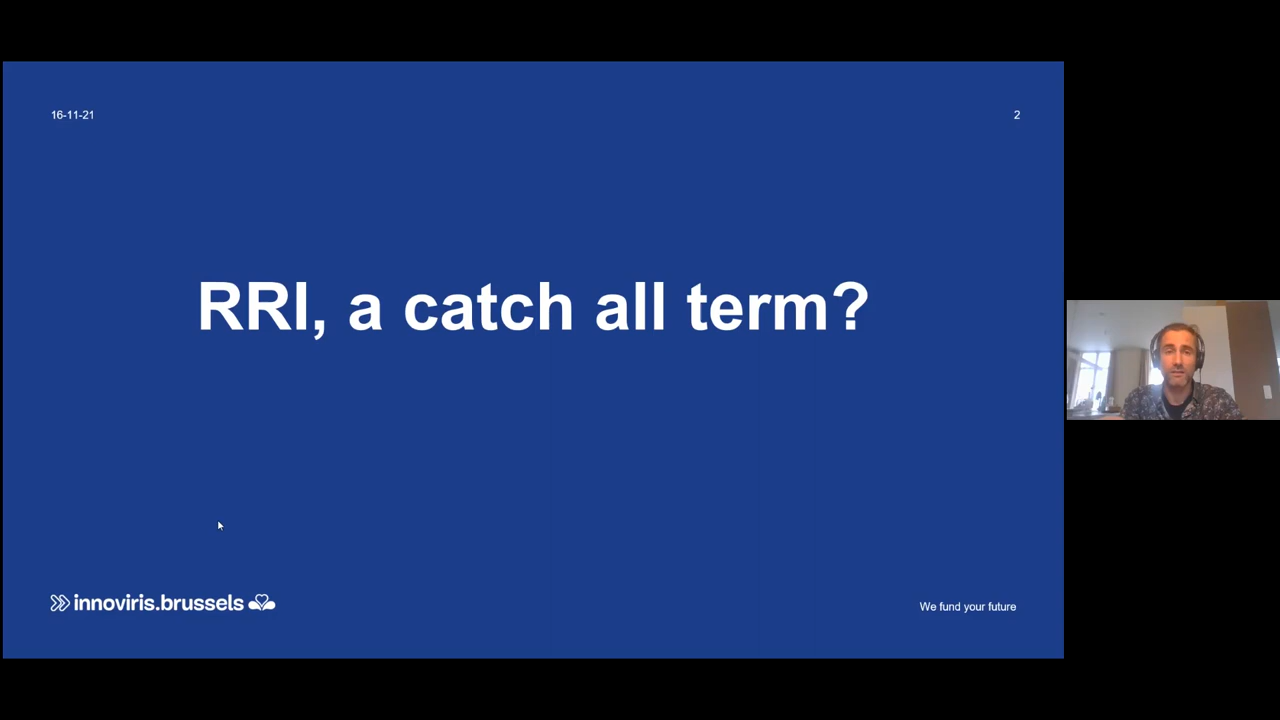 16-11-21
2
RRI, a catch all term?
innoviris.brussels
We fund your future